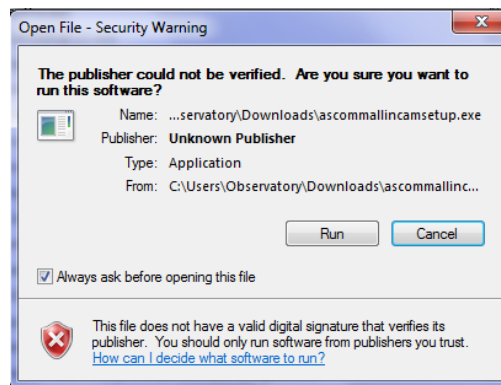 Open File - Security Warning
The publisher could not be verified.  Are you sure you want to
run this software?
Name: ...servatory\Downloads\ascommallincamsetup.exe
Publisher: Unknown Publisher
Type: Application
From: C:\Users\Observatory\Downloads\ascommallinc...
Run Cancel
Always ask before opening this file
This file does not have a valid digital signature that verifies its
publisher.  You should only run software from publishers you trust.
How can I decide what software to run?